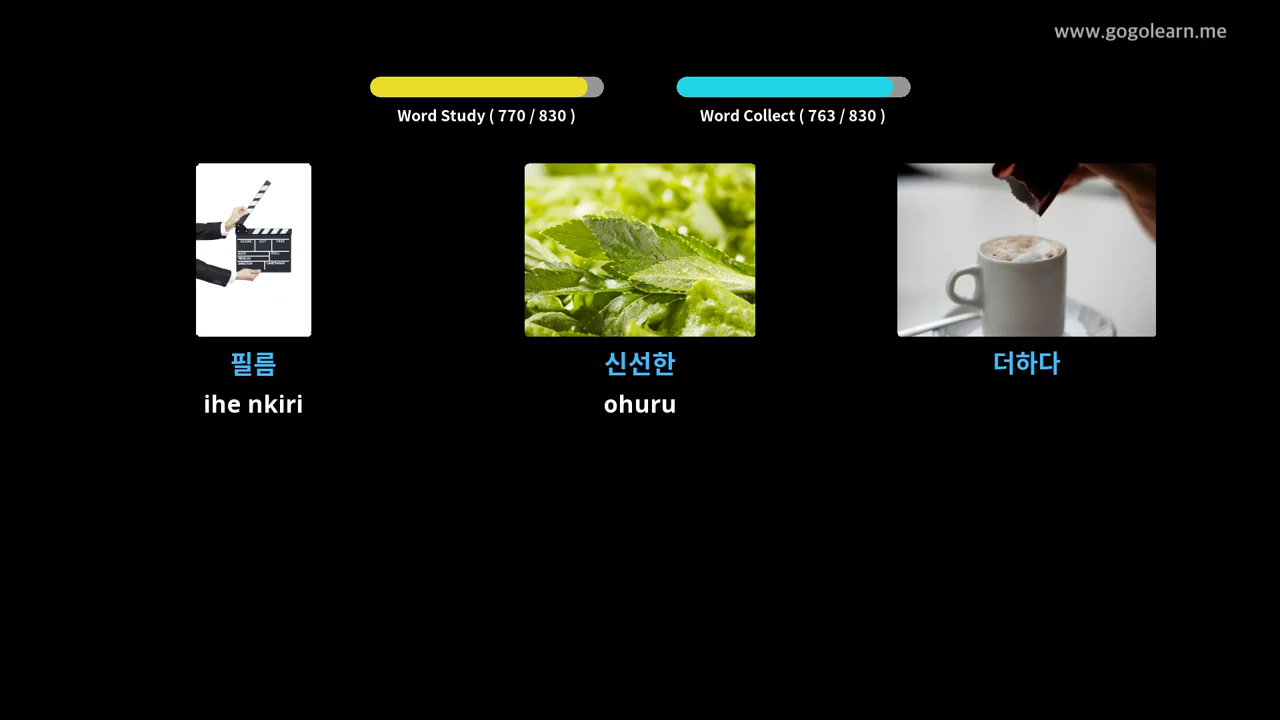 www.gogolearn.me
Word Study ( 770 / 830 )
Word Collect ( 763 / 830 )
필름
신선한
더하다
ihe nkiri
ohuru